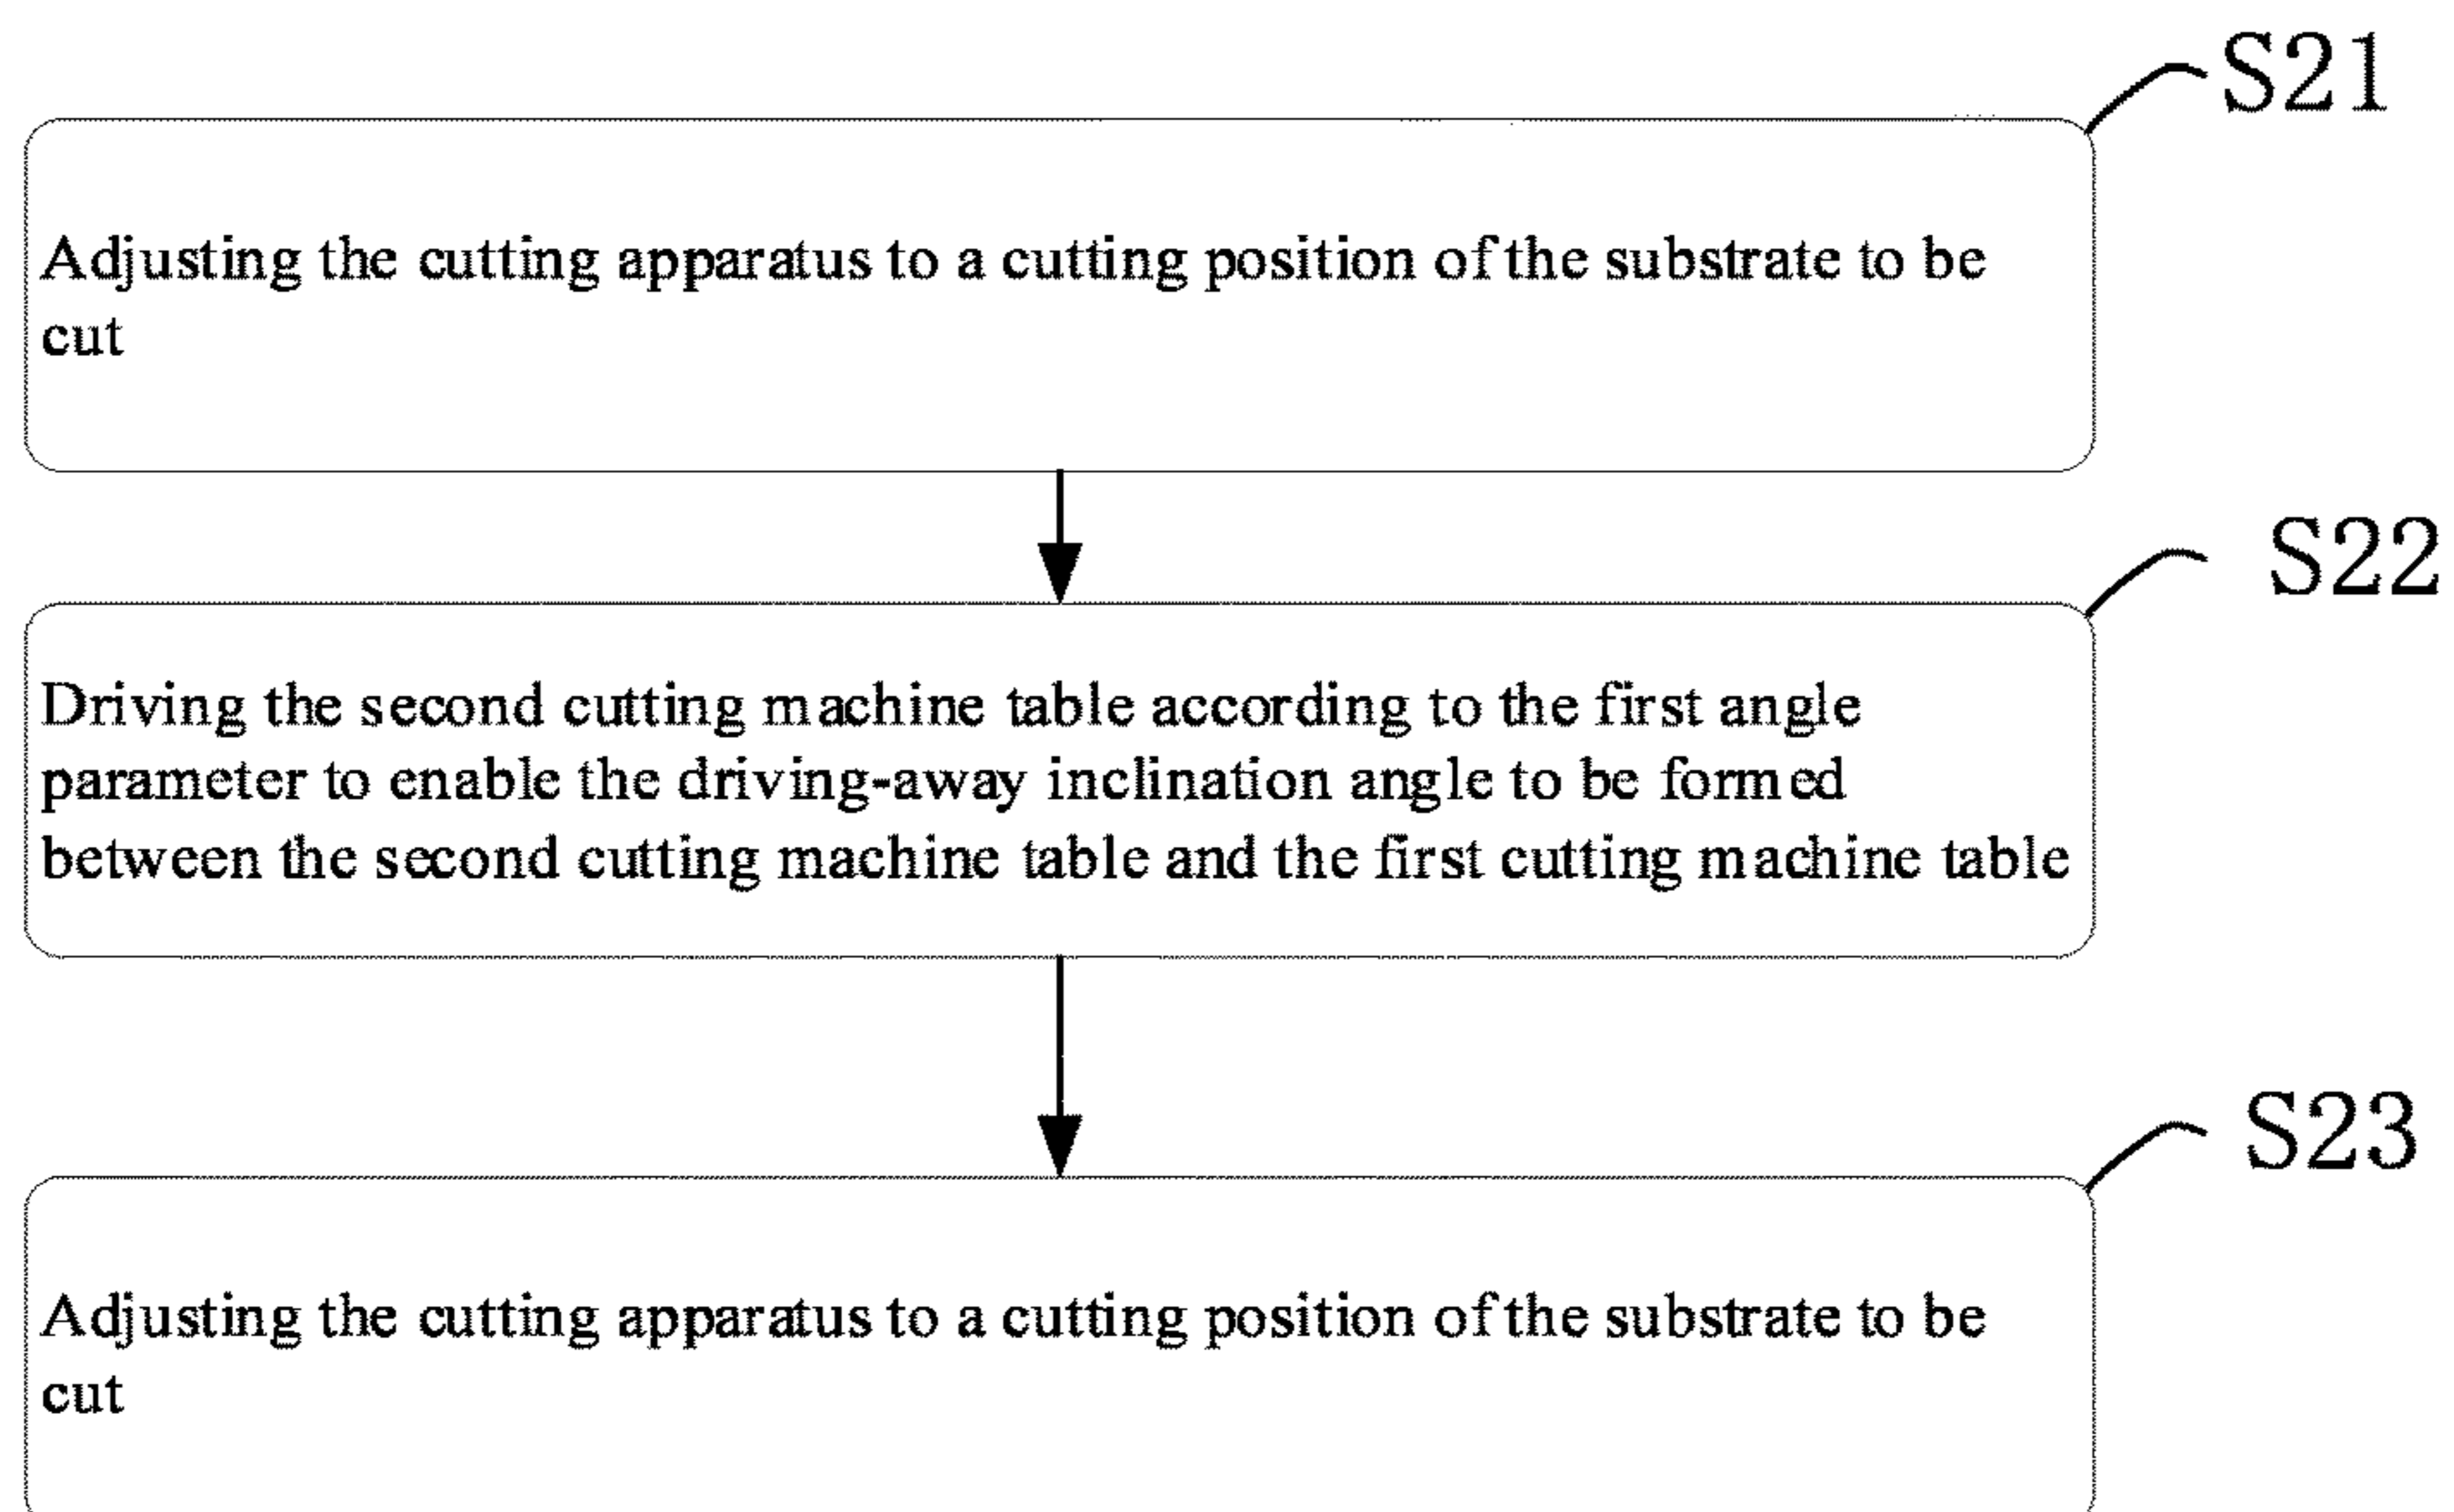 S21
Adjusting the cutting apparatus to a cutting position of the substrate to be
cut
S22
Driving the second cutting machine table according to the first angle
parameter to enable the driving-away inclination angle to be formed
between the second cutting machine table and the first cutting machine table
S23
Adjusting the cutting apparatus to a cutting position of the substrate to be
cut